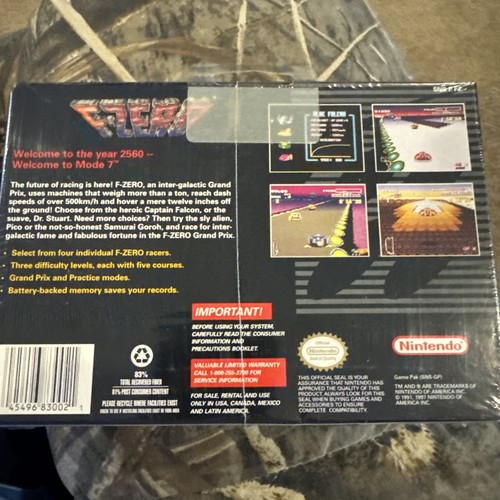 F-ZERO
Welcome to the year 2560 --
Welcome to Mode 7"
The future of racing is here! F-ZERO, an inter-galactic Grand
Prix, uses machines that weigh more than a ton, reach dash
speeds of over 500km/h and hover a mere twelve inches off
the ground! Choose from the heroic Captain Falcon, or the
suave, Dr. Stuart. Need more choices? Then try the sly alien,
Pico or the not-so-honest Samurai Goroh, and race for inter-
galactic fame and fabulous fortune in the F-ZERO Grand Prix.
• Select from four individual F-ZERO racers.
• Three difficulty levels, each with five courses.
• Grand Prix and Practice modes.
• Battery-backed memory saves your records.
BLUE FALCON
IMPORTANT!
BEFORE USING YOUR SYSTEM,
CAREFULLY READ THE CONSUMER
INFORMATION AND
PRECAUTIONS BOOKLET.
VALUABLE LIMITED WARRANTY
CALL 1-800-255-3700 FOR
SERVICE INFORMATION
FOR SALE, RENTAL AND USE
ONLY IN USA, CANADA, MEXICO
AND LATIN AMERICA.
83%
TOTAL RECOVERED FIBER
PLEASE RECYCLE WHERE FACILITIES EXIST
45496 83002 1
Official
Nintendo
THIS OFFICIAL SEAL IS YOUR
ASSURANCE THAT NINTENDO HAS
APPROVED THE QUALITY OF THIS
PRODUCT. ALWAYS LOOK FOR THIS
SEAL WHEN BUYING GAMES AND
ACCESSORIES TO ENSURE
COMPLETE COMPATIBILITY.
Nintendo
Game Pak (SNS-GP)
TM AND ® ARE TRADEMARKS OF
NINTENDO OF AMERICA INC.
© 1991, 1997 NINTENDO OF
AMERICA INC.